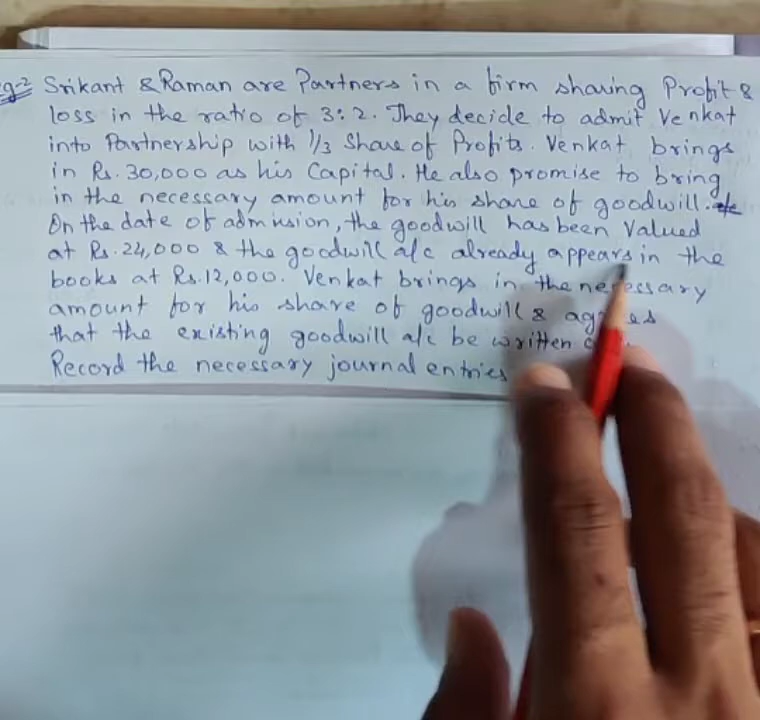 eg-2 Srikant & Raman are Partners in a firm sharing Profit &
loss in the ratio of 3:2. They decide to admit Venkat
into Partnership with 1/3 Share of Profits. Venkat brings
in Rs. 30,000 as his Capital. He also promise to bring
in the necessary amount for his share of goodwill.
On the date of admission, the goodwill has been Valued
at Rs. 24,000 & the goodwill a/c already appears in the
books at Rs. 12,000. Venkat brings in the necessary
amount for his share of goodwill &
that the existing goodwill a/c be written
Record the necessary journal entries